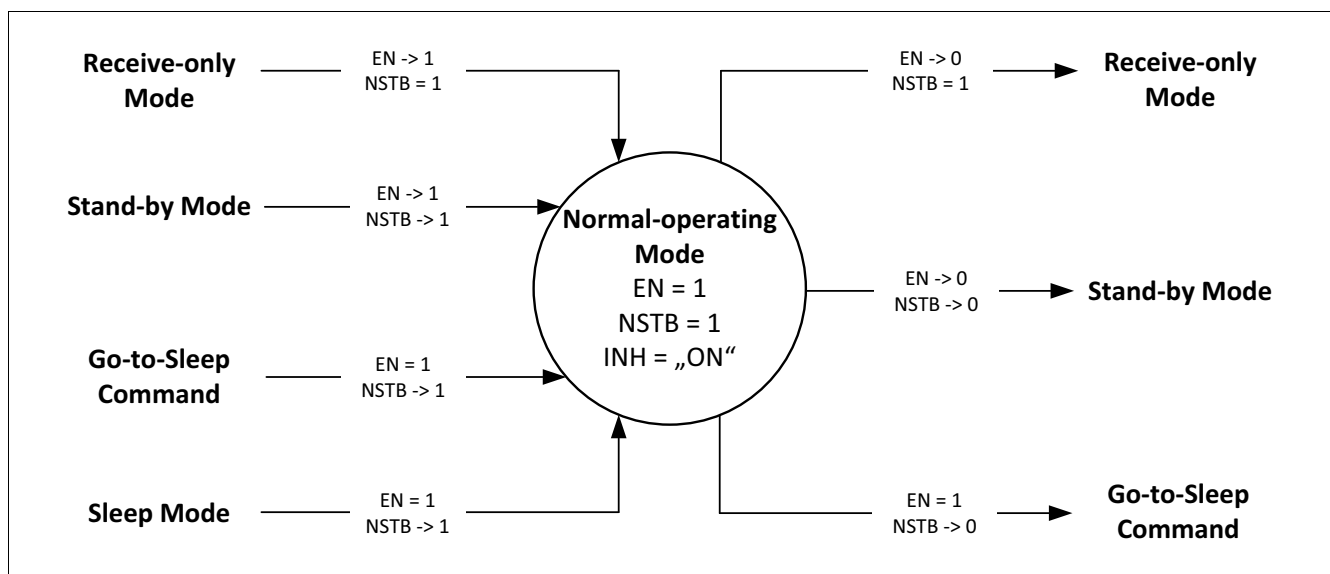 Receive-only
Mode
EN -> 1
NSTB = 1
EN -> 0
NSTB = 1
Receive-only
Mode
Stand-by Mode
EN -> 1
NSTB -> 1
Normal-operating
Mode
EN = 1
NSTB = 1
INH = „ON“
EN -> 0
NSTB -> 0
Stand-by Mode
Go-to-Sleep
Command
EN = 1
NSTB -> 1
Sleep Mode
EN = 1
NSTB -> 1
EN = 1
NSTB -> 0
Go-to-Sleep
Command